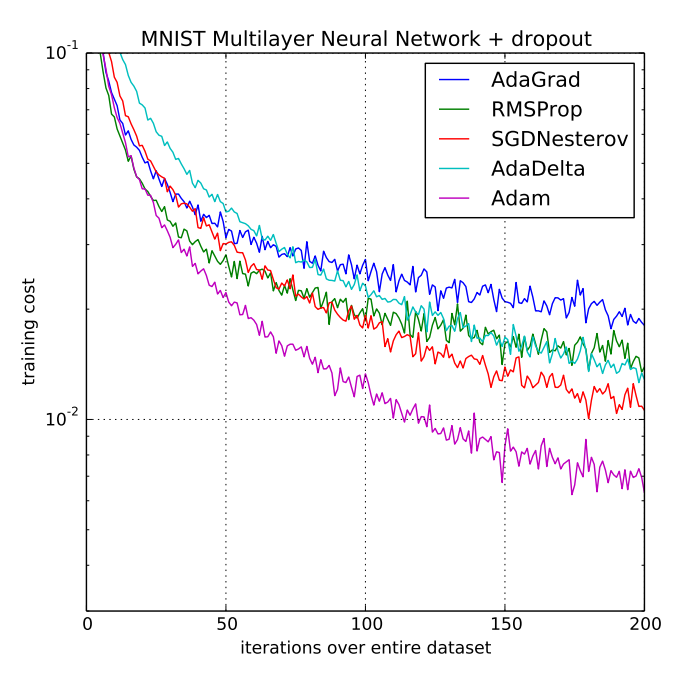 MNIST Multilayer Neural Network + dropout
10^-1
AdaGrad
RMSProp
SGDNesterov
AdaDelta
Adam
training cost
10^-2
0 50 100 150 200
iterations over entire dataset